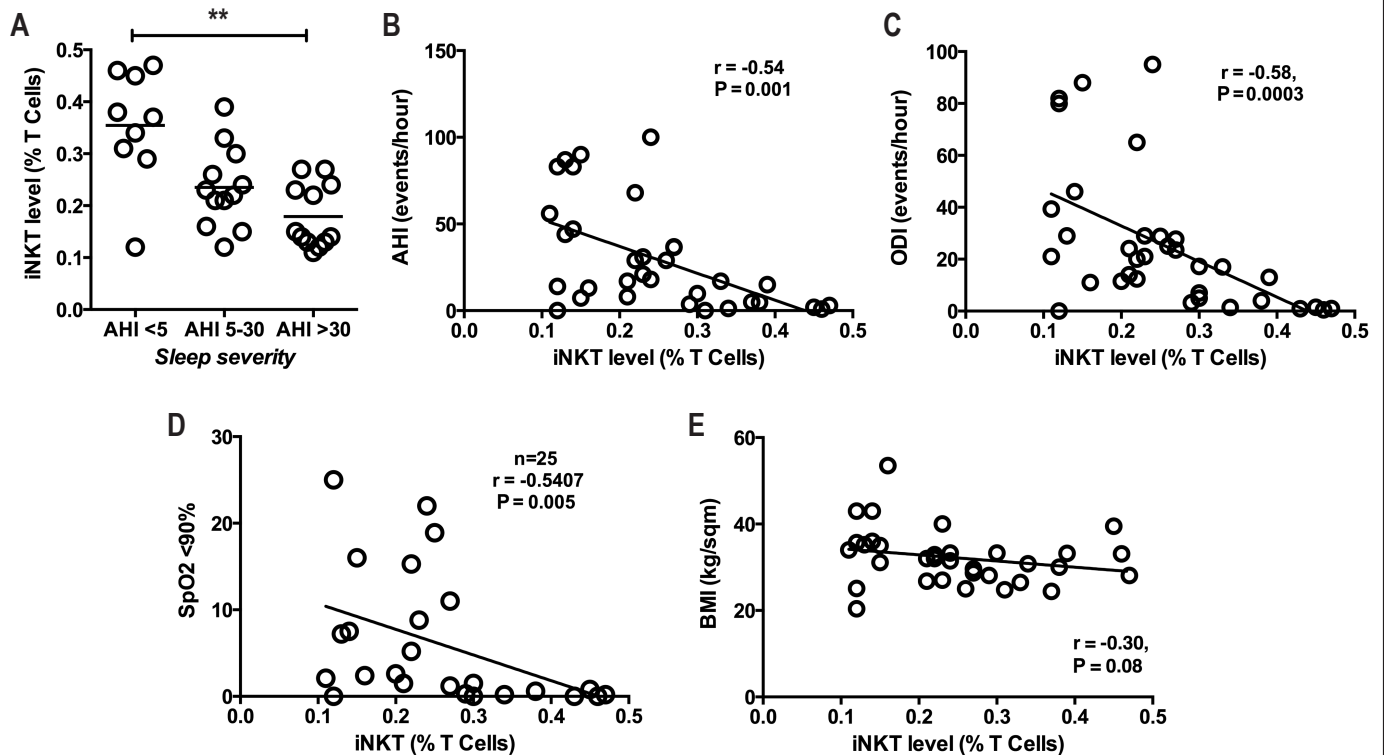 A
**
iNKT level (% T Cells)
0.5
0.4
0.3
0.2
0.1
0.0
AHI <5 AHI 5-30 AHI >30
Sleep severity
B
AHI (events/hour)
150
100
50
0
r = -0.54
P = 0.001
0.0 0.1 0.2 0.3 0.4 0.5
iNKT level (% T Cells)
C
ODI (events/hour)
100
80
60
40
20
0
r = -0.58,
P = 0.0003
0.0 0.1 0.2 0.3 0.4 0.5
iNKT level (% T Cells)
D
SpO2 <90%
30
20
10
0
n=25
r = -0.5407
P = 0.005
0.0 0.1 0.2 0.3 0.4 0.5
iNKT (% T Cells)
E
BMI (kg/sqm)
60
40
20
0
r = -0.30,
P = 0.08
0.0 0.1 0.2 0.3 0.4 0.5
iNKT level (% T Cells)